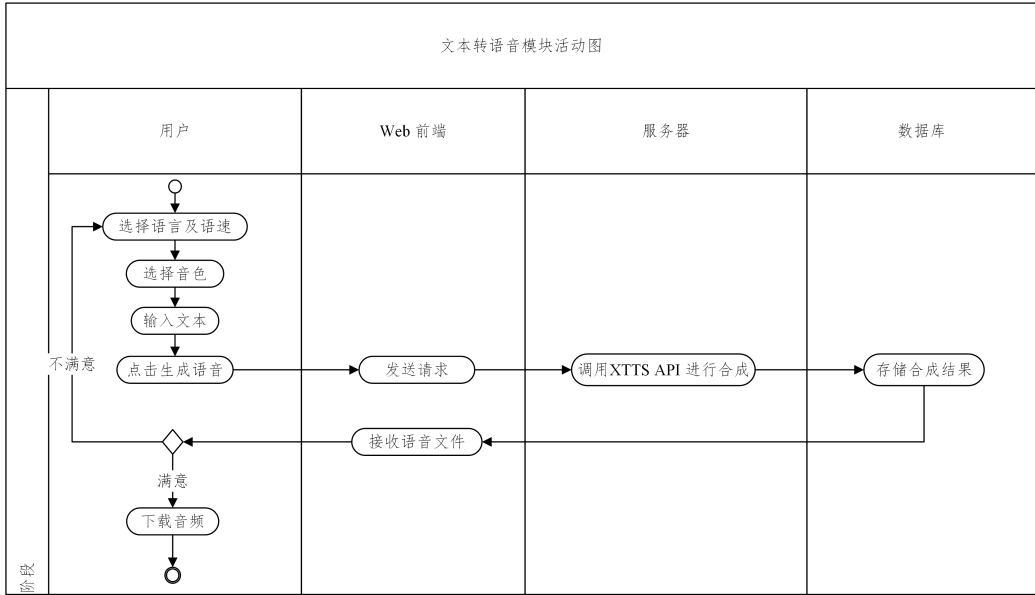 文本转语音模块活动图
用户
Web 前端
服务器
数据库
选择语言及语速
选择音色
输入文本
不满意
点击生成语音
发送请求
调用XTTS API 进行合成
存储合成结果
接收语音文件
满意
下载音频
阶段